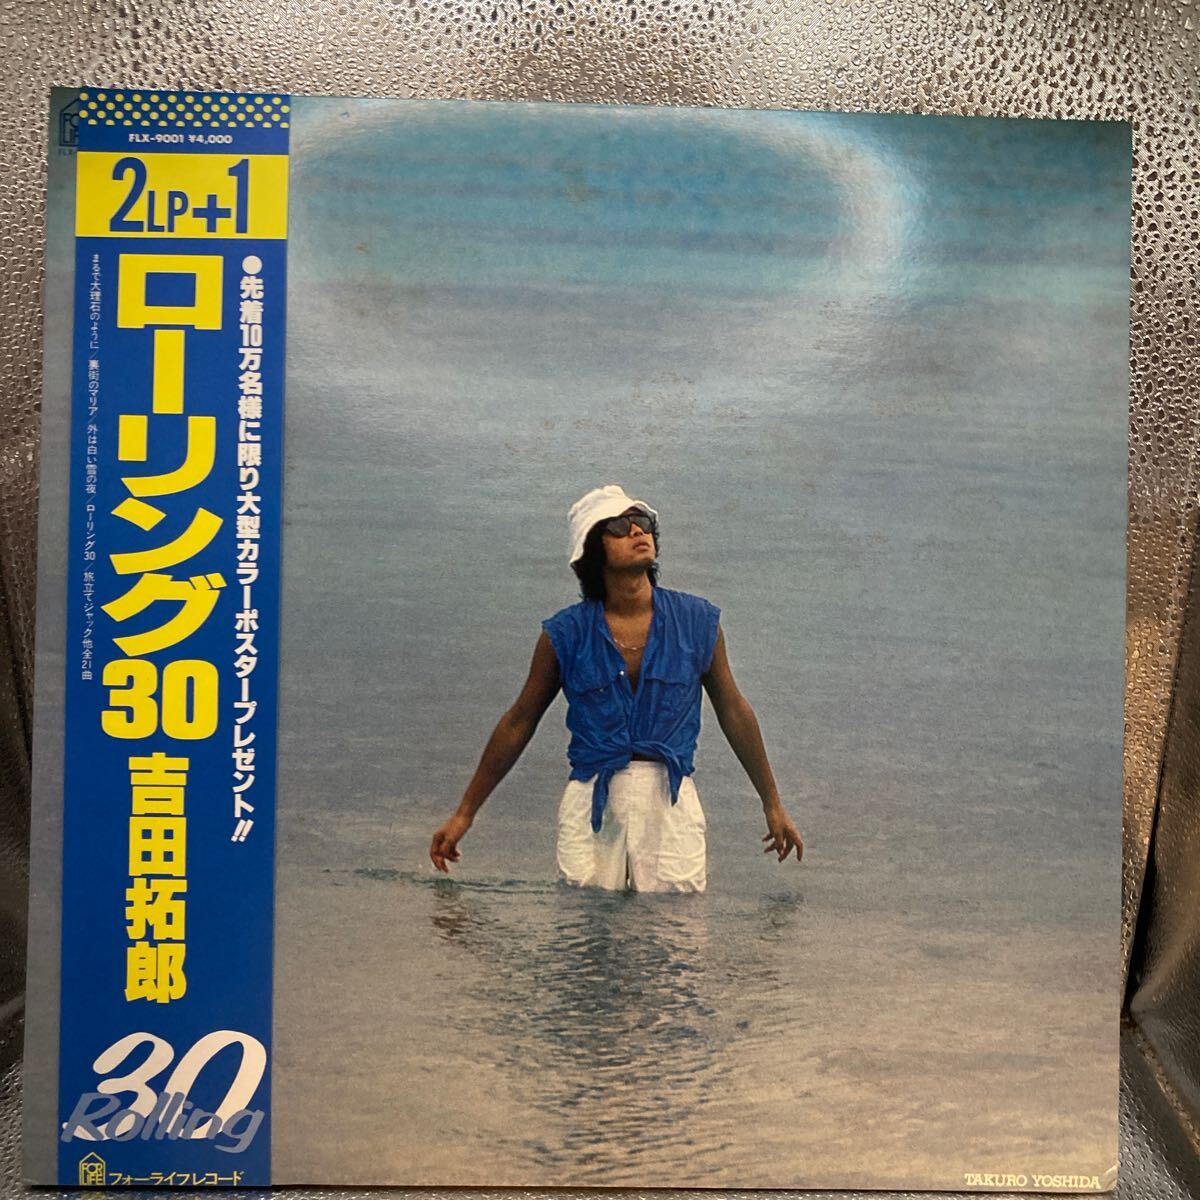 FOR
FLX-9001 ¥4,000
2LP+1
●先着10万名様に限り大型カラーポスタープレゼント!!
ローリング30 吉田拓郎
まるで大理石のように/裏街のマリア/外は白い雪の夜/ローリング30/旅立てジャック他全21曲
30
Rolling
FOR
LIFE
フォーライフレコード
TAKURO YOSHIDA